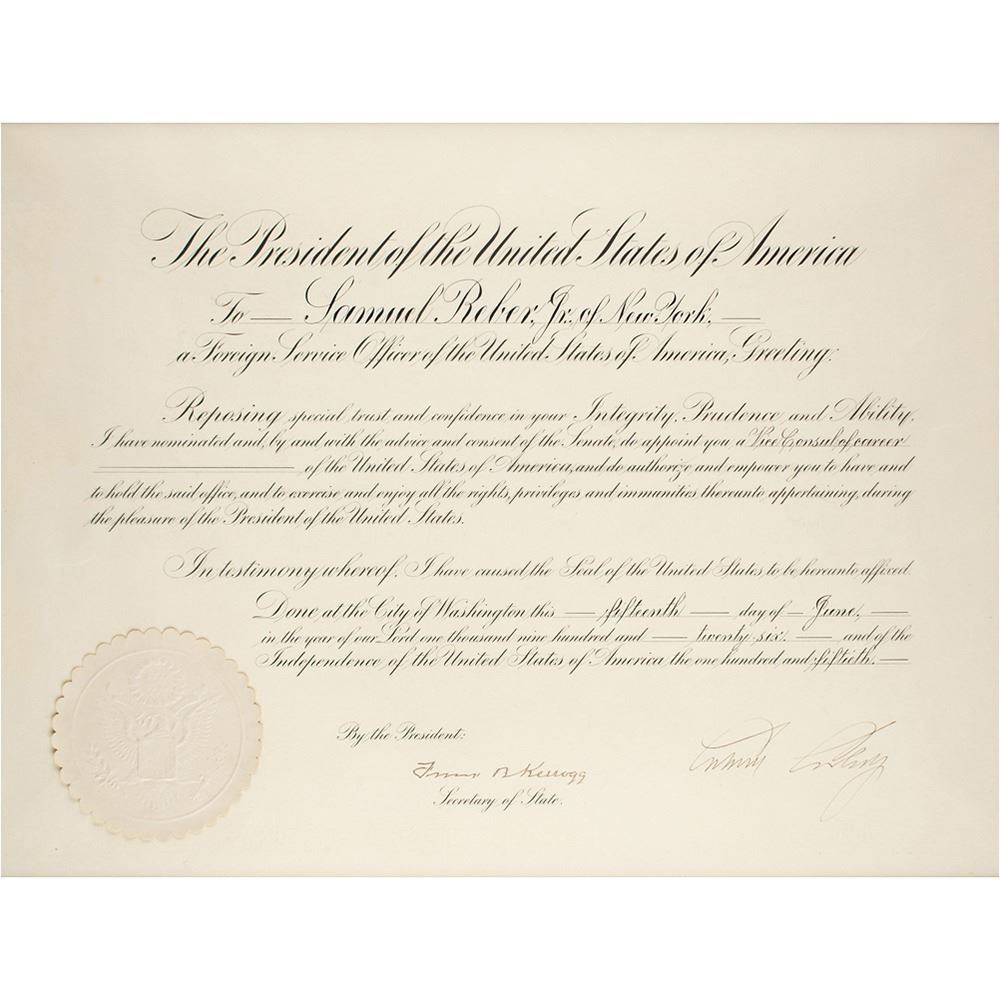 The President of the United States of America
To — Samuel Reber, Jr., of New York, —
a Foreign Service Officer of the United States of America, Greeting:
Reposing special trust and confidence in your Integrity, Prudence and Ability,
I have nominated and, by and with the advice and consent of the Senate, do appoint you a Vice Consul of career
of the United States of America, and do authorize and empower you to have and
to hold the said office, and to exercise and enjoy all the rights, privileges and immunities thereunto appertaining, during
the pleasure of the President of the United States.
In testimony whereof, I have caused the Seal of the United States to be hereunto affixed.
Done at the City of Washington this — fifteenth — day of — June, —
in the year of our Lord one thousand nine hundred and — twenty-six, — and of the
Independence of the United States of America the one hundred and fiftieth. —
By the President:
Frank B Kellogg
Secretary of State.